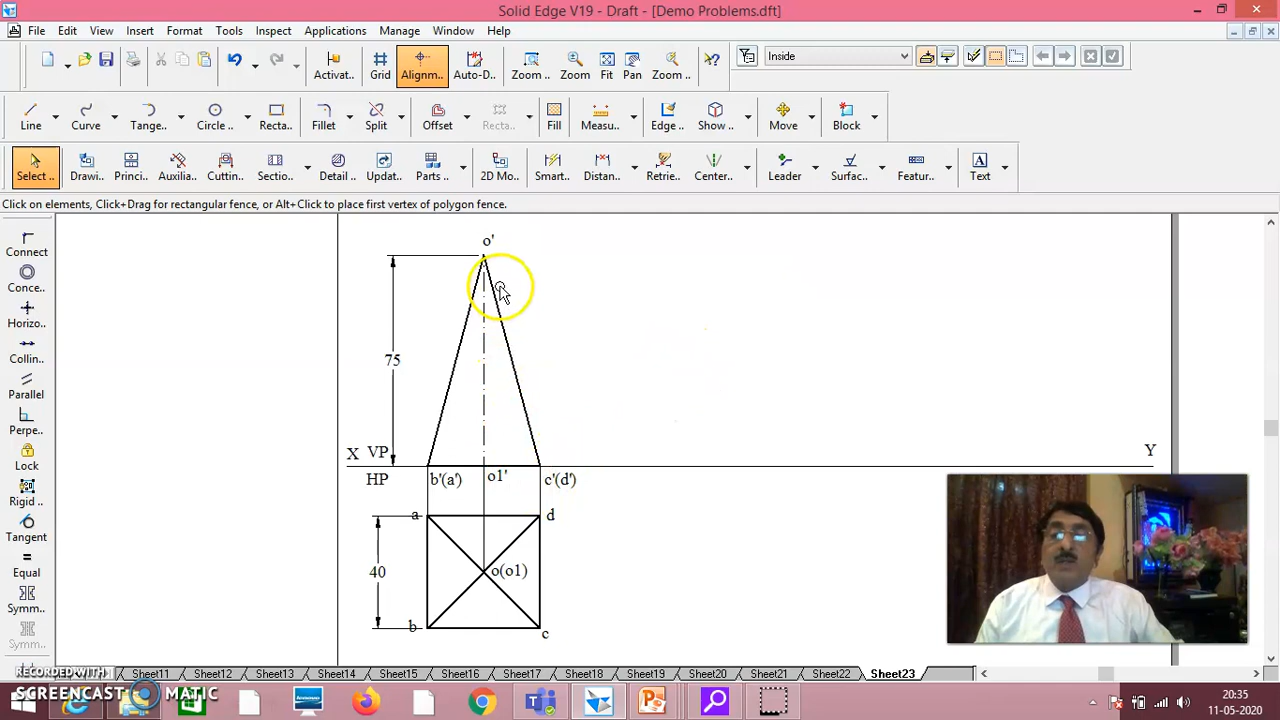 Solid Edge V19 - Draft - [Demo Problems.dft]
File Edit View Insert Format Tools Inspect Applications Manage Window Help
Activat.. Grid Alignm.. Auto-D.. Zoom .. Zoom Fit Pan Zoom .. Inside
Line Curve Tange.. Circle .. Recta.. Fillet Split Offset Recta.. Fill Measu.. Edge .. Show .. Move Block
Select .. Drawi.. Princi.. Auxilia.. Cuttin.. Sectio.. Detail .. Updat.. Parts .. 2D Mo.. Smart.. Distan.. Retrie.. Center.. Leader Surfac.. Featur.. Text
Click on elements, Click+Drag for rectangular fence, or Alt+Click to place first vertex of polygon fence.
Connect
Conce..
Horizo..
Collin..
Parallel
Perpe..
Lock
Rigid ..
Tangent
Equal
Symm..
Symm..
o'
75
X VP
Y
HP
b'(a') o1' c'(d')
a d
40
o(o1)
b c
Sheet11 Sheet12 Sheet13 Sheet14 Sheet15 Sheet16 Sheet17 Sheet18 Sheet19 Sheet20 Sheet21 Sheet22 Sheet23
RECORDED WITH
SCREENCAST MATIC
20:35
11-05-2020